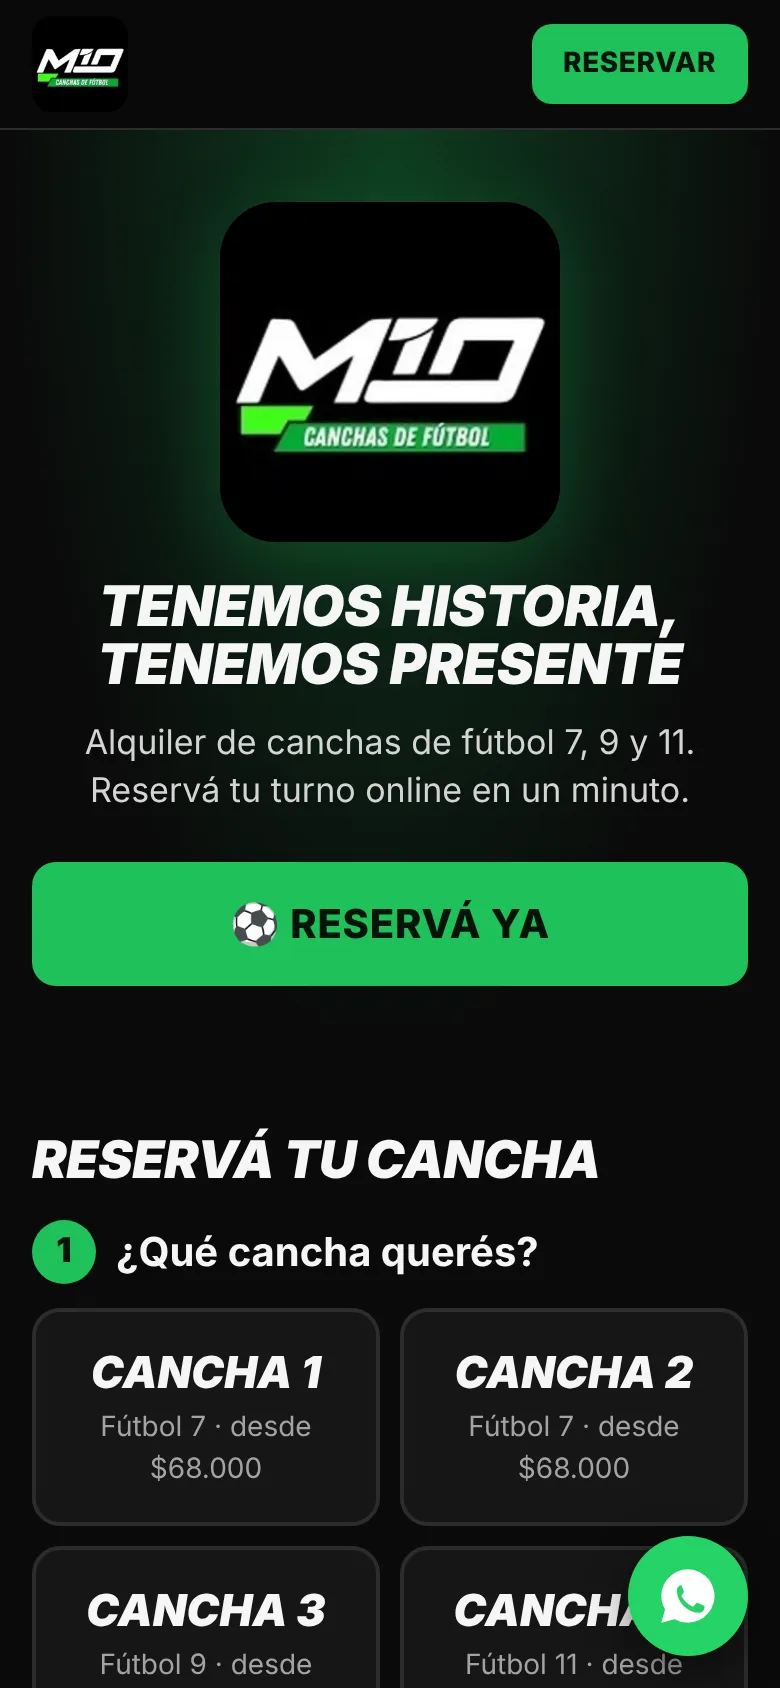 M10
CANCHAS DE FÚTBOL
RESERVAR
M10
CANCHAS DE FÚTBOL
TENEMOS HISTORIA,
TENEMOS PRESENTE
Alquiler de canchas de fútbol 7, 9 y 11.
Reservá tu turno online en un minuto.
⚽ RESERVÁ YA
RESERVÁ TU CANCHA
1 ¿Qué cancha querés?
CANCHA 1
Fútbol 7 · desde
$68.000
CANCHA 2
Fútbol 7 · desde
$68.000
CANCHA 3
Fútbol 9 · desde
CANCHA
Fútbol 11 · desde